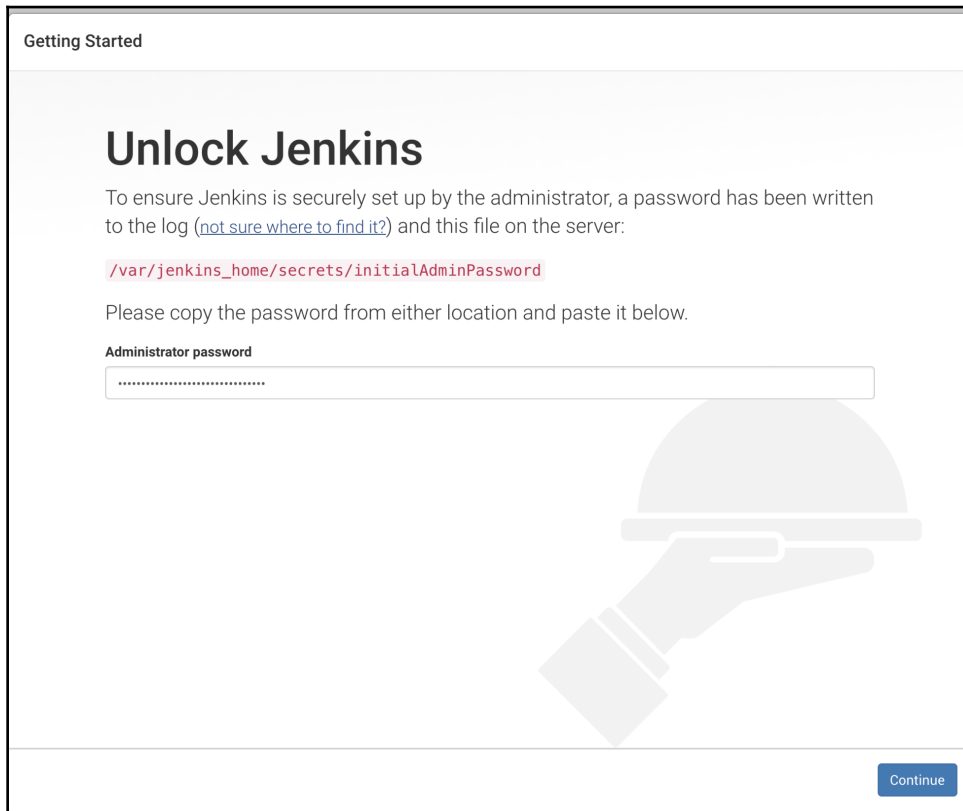 Getting Started
Unlock Jenkins
To ensure Jenkins is securely set up by the administrator, a password has been written
to the log (not sure where to find it?) and this file on the server:
/var/jenkins_home/secrets/initialAdminPassword
Please copy the password from either location and paste it below.
Administrator password
••••••••••••••••••••••••••••••••
Continue